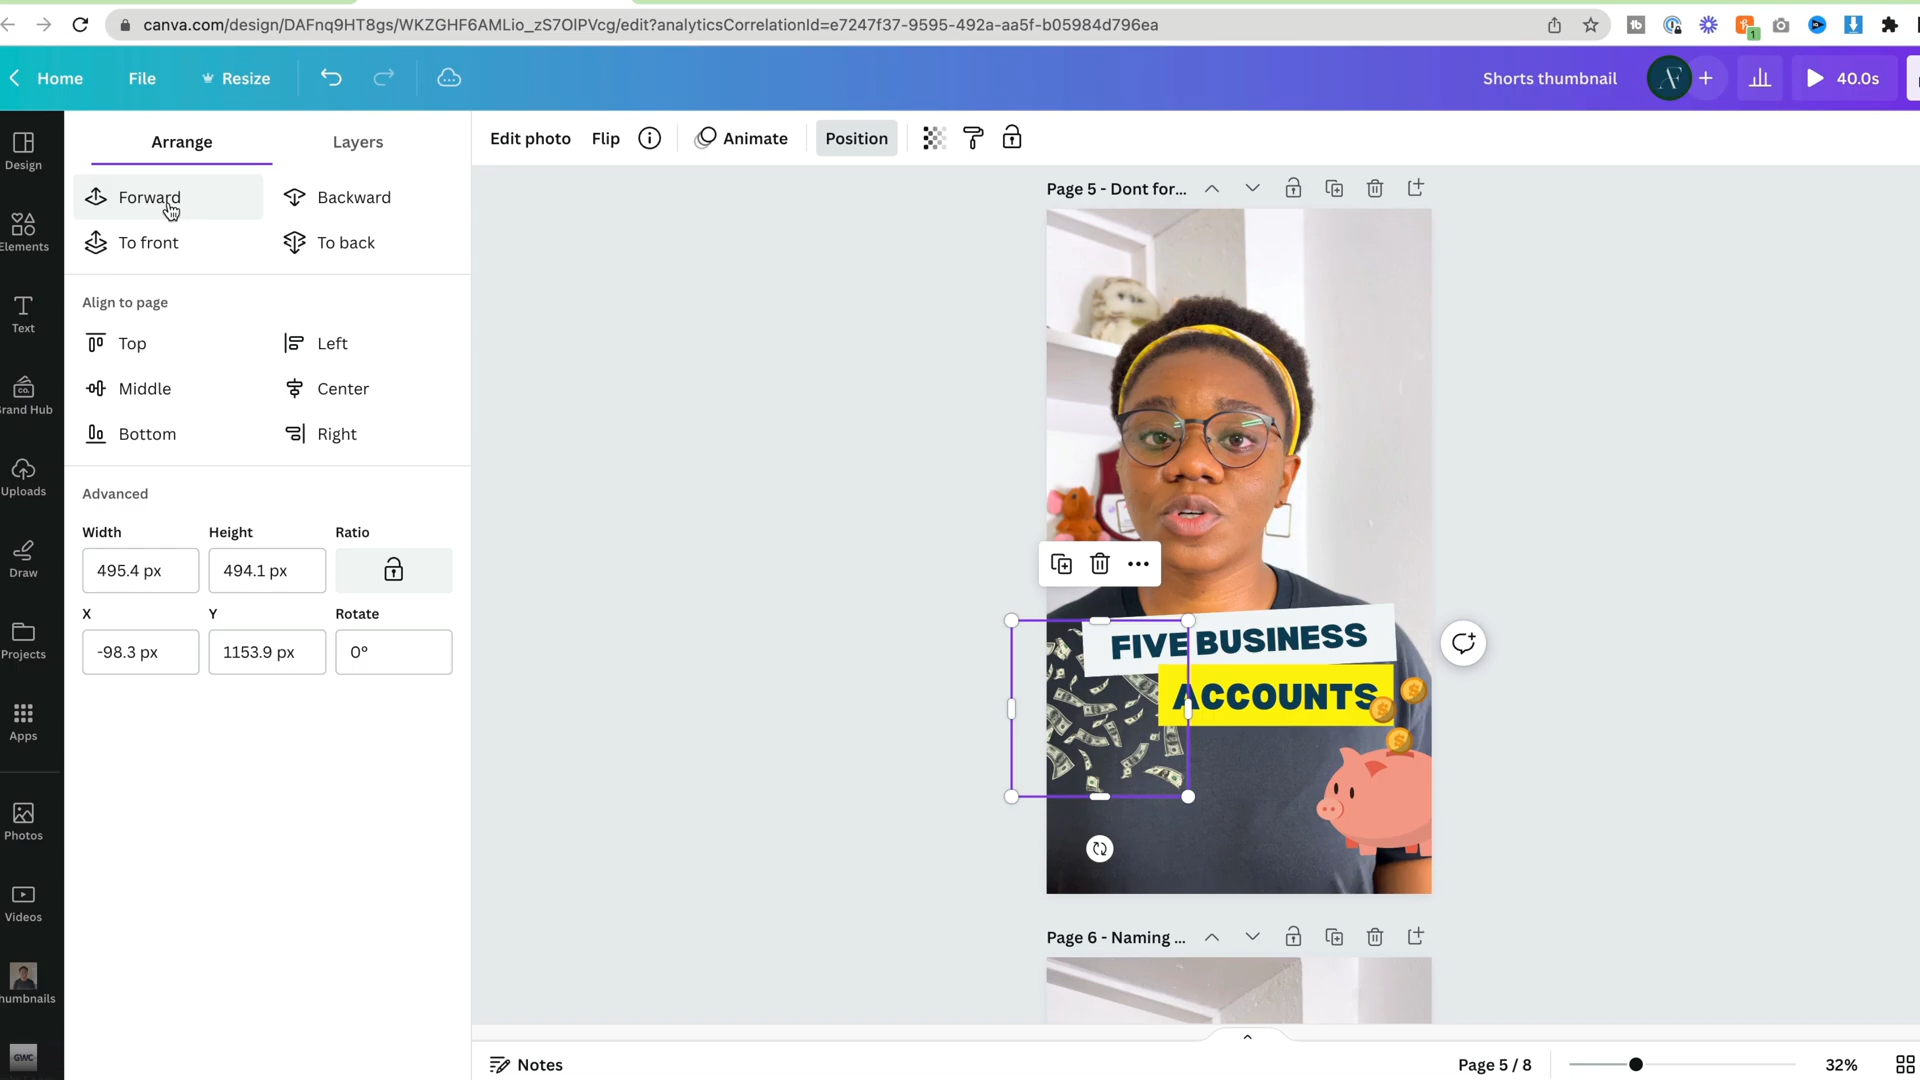 canva.com/design/DAFnq9HT8gs/WKZGHF6AMLio_zS7OlPVcg/edit?analyticsCorrelationId=e7247f37-9595-492a-aa5f-b05984d796ea
Home File Resize Shorts thumbnail 40.0s
Arrange Layers
Edit photo Flip Animate Position
Design
Forward Backward
To front To back
Elements
Align to page
Top Left
Text
Middle Center
Brand Hub
Bottom Right
Uploads
Advanced
Width Height Ratio
495.4 px 494.1 px
Draw
X Y Rotate
-98.3 px 1153.9 px 0°
Projects
Apps
Photos
Videos
humbnails
GWC
Page 5 - Dont for...
FIVE BUSINESS
ACCOUNTS
Page 6 - Naming ...
Notes Page 5 / 8 32%